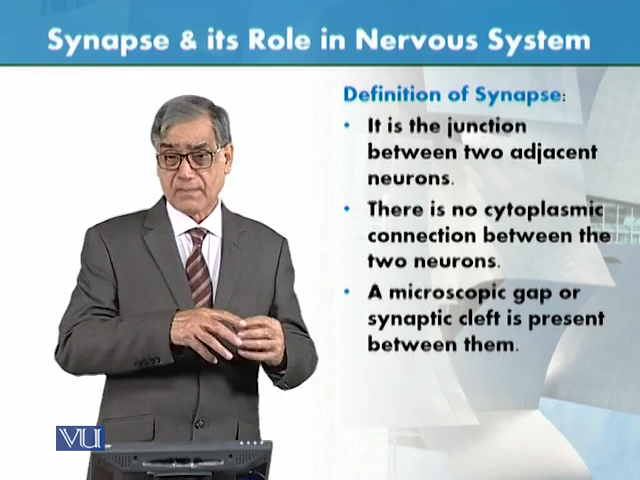 Synapse & its Role in Nervous System
Definition of Synapse:
• It is the junction
between two adjacent
neurons.
• There is no cytoplasmic
connection between the
two neurons.
• A microscopic gap or
synaptic cleft is present
between them.
VU